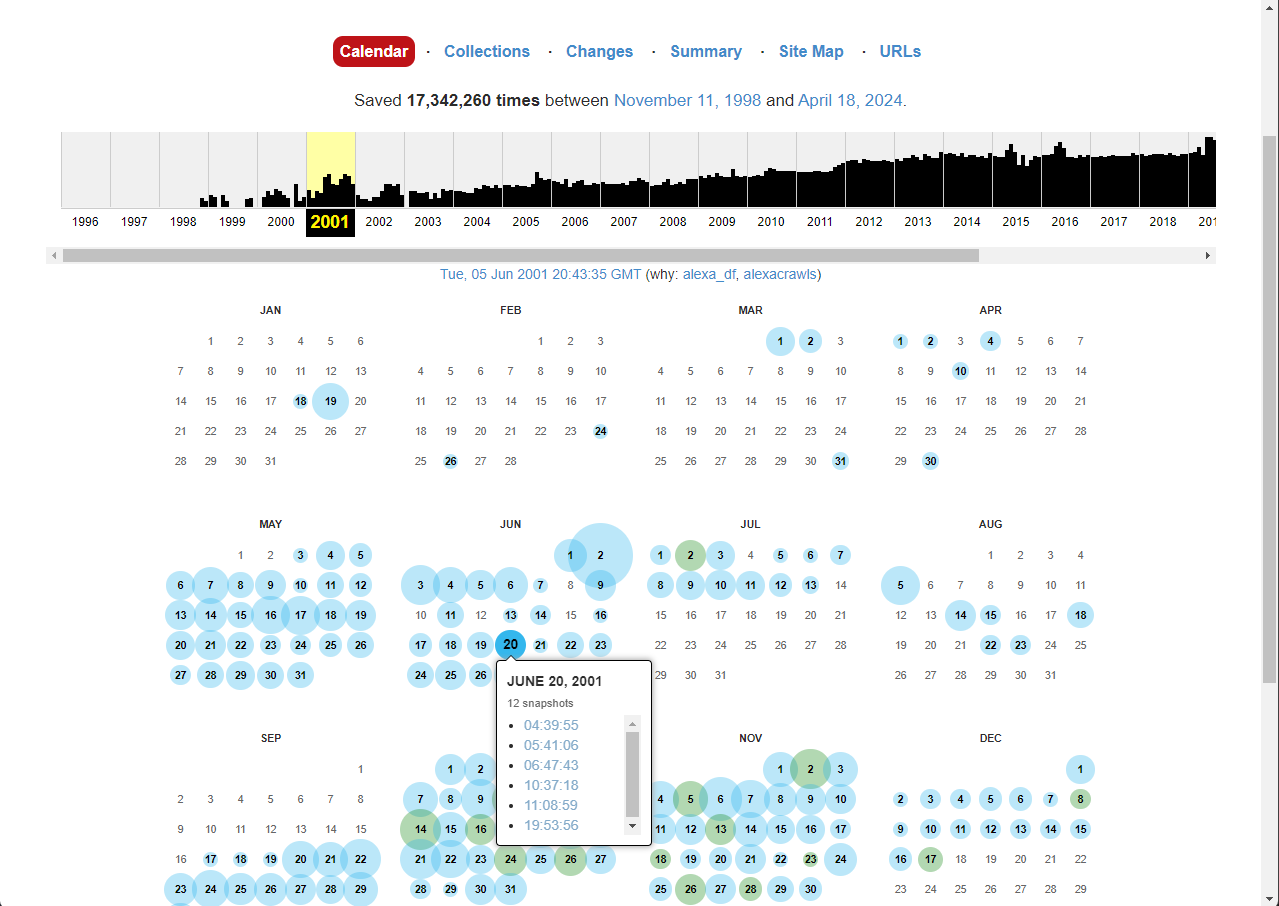 Calendar · Collections · Changes · Summary · Site Map · URLs
Saved 17,342,260 times between November 11, 1998 and April 18, 2024.
1996 1997 1998 1999 2000 2001 2002 2003 2004 2005 2006 2007 2008 2009 2010 2011 2012 2013 2014 2015 2016 2017 2018 201
Tue, 05 Jun 2001 20:43:35 GMT (why: alexa_df, alexacrawls)
JAN FEB MAR APR
1 2 3 4 5 6 1 2 3 1 2 3 1 2 3 4 5 6 7
7 8 9 10 11 12 13 4 5 6 7 8 9 10 4 5 6 7 8 9 10 8 9 10 11 12 13 14
14 15 16 17 18 19 20 11 12 13 14 15 16 17 11 12 13 14 15 16 17 15 16 17 18 19 20 21
21 22 23 24 25 26 27 18 19 20 21 22 23 24 18 19 20 21 22 23 24 22 23 24 25 26 27 28
28 29 30 31 25 26 27 28 25 26 27 28 29 30 31 29 30
MAY JUN JUL AUG
1 2 3 4 5 1 2 1 2 3 4 5 6 7 1 2 3 4
6 7 8 9 10 11 12 3 4 5 6 7 8 9 8 9 10 11 12 13 14 5 6 7 8 9 10 11
13 14 15 16 17 18 19 10 11 12 13 14 15 16 15 16 17 18 19 20 21 12 13 14 15 16 17 18
20 21 22 23 24 25 26 17 18 19 20 21 22 23 22 23 24 25 26 27 28 19 20 21 22 23 24 25
27 28 29 30 31 24 25 26 29 30 31 26 27 28 29 30 31
JUNE 20, 2001
12 snapshots
• 04:39:55
• 05:41:06
• 06:47:43
• 10:37:18
• 11:08:59
• 19:53:56
SEP NOV DEC
1 1 2 1 2 3 1
2 3 4 5 6 7 8 7 8 9 4 5 6 7 8 9 10 2 3 4 5 6 7 8
9 10 11 12 13 14 15 14 15 16 11 12 13 14 15 16 17 9 10 11 12 13 14 15
16 17 18 19 20 21 22 21 22 23 24 25 26 27 18 19 20 21 22 23 24 16 17 18 19 20 21 22
23 24 25 26 27 28 29 28 29 30 31 25 26 27 28 29 30 23 24 25 26 27 28 29